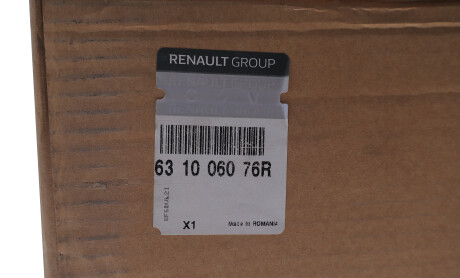 RENAULT GROUP
63 10 060 76R
X1
Made in ROMANIA